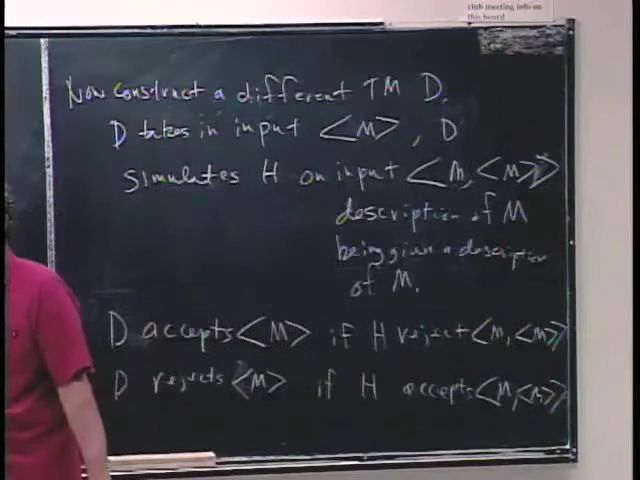 club meeting info on
this board
Now construct a different TM D.
D takes in input <M>, D
simulates H on input <M, <M>>
description of M
being given a description
of M.
D accepts <M> if H reject <M, <M>>
D rejects <M> if H accepts <M, <M>>